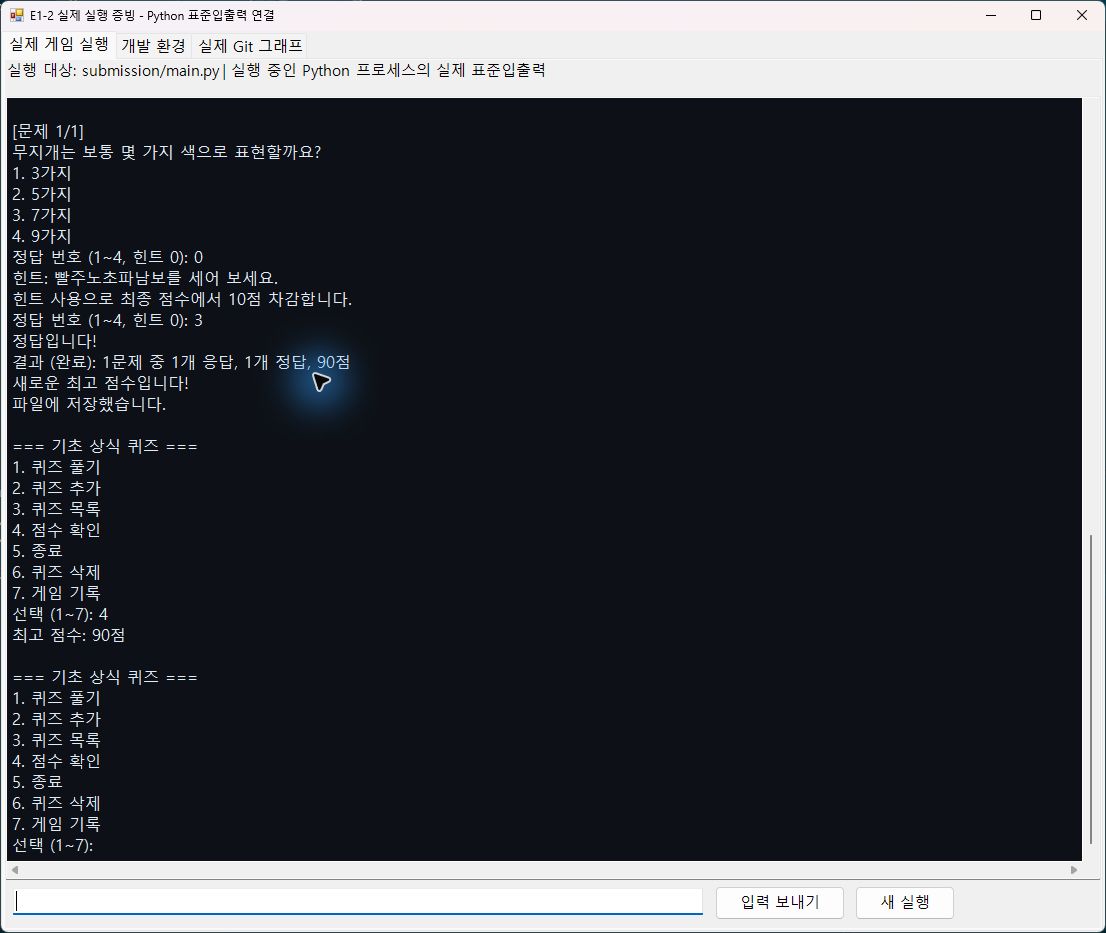 E1-2 실제 실행 증빙 - Python 표준입출력 연결
실제 게임 실행 개발 환경 실제 Git 그래프
실행 대상: submission/main.py | 실행 중인 Python 프로세스의 실제 표준입출력
[문제 1/1]
무지개는 보통 몇 가지 색으로 표현할까요?
1. 3가지
2. 5가지
3. 7가지
4. 9가지
정답 번호 (1~4, 힌트 0): 0
힌트: 빨주노초파남보를 세어 보세요.
힌트 사용으로 최종 점수에서 10점 차감합니다.
정답 번호 (1~4, 힌트 0): 3
정답입니다!
결과 (완료): 1문제 중 1개 응답, 1개 정답, 90점
새로운 최고 점수입니다!
파일에 저장했습니다.
=== 기초 상식 퀴즈 ===
1. 퀴즈 풀기
2. 퀴즈 추가
3. 퀴즈 목록
4. 점수 확인
5. 종료
6. 퀴즈 삭제
7. 게임 기록
선택 (1~7): 4
최고 점수: 90점
=== 기초 상식 퀴즈 ===
1. 퀴즈 풀기
2. 퀴즈 추가
3. 퀴즈 목록
4. 점수 확인
5. 종료
6. 퀴즈 삭제
7. 게임 기록
선택 (1~7):
입력 보내기 새 실행